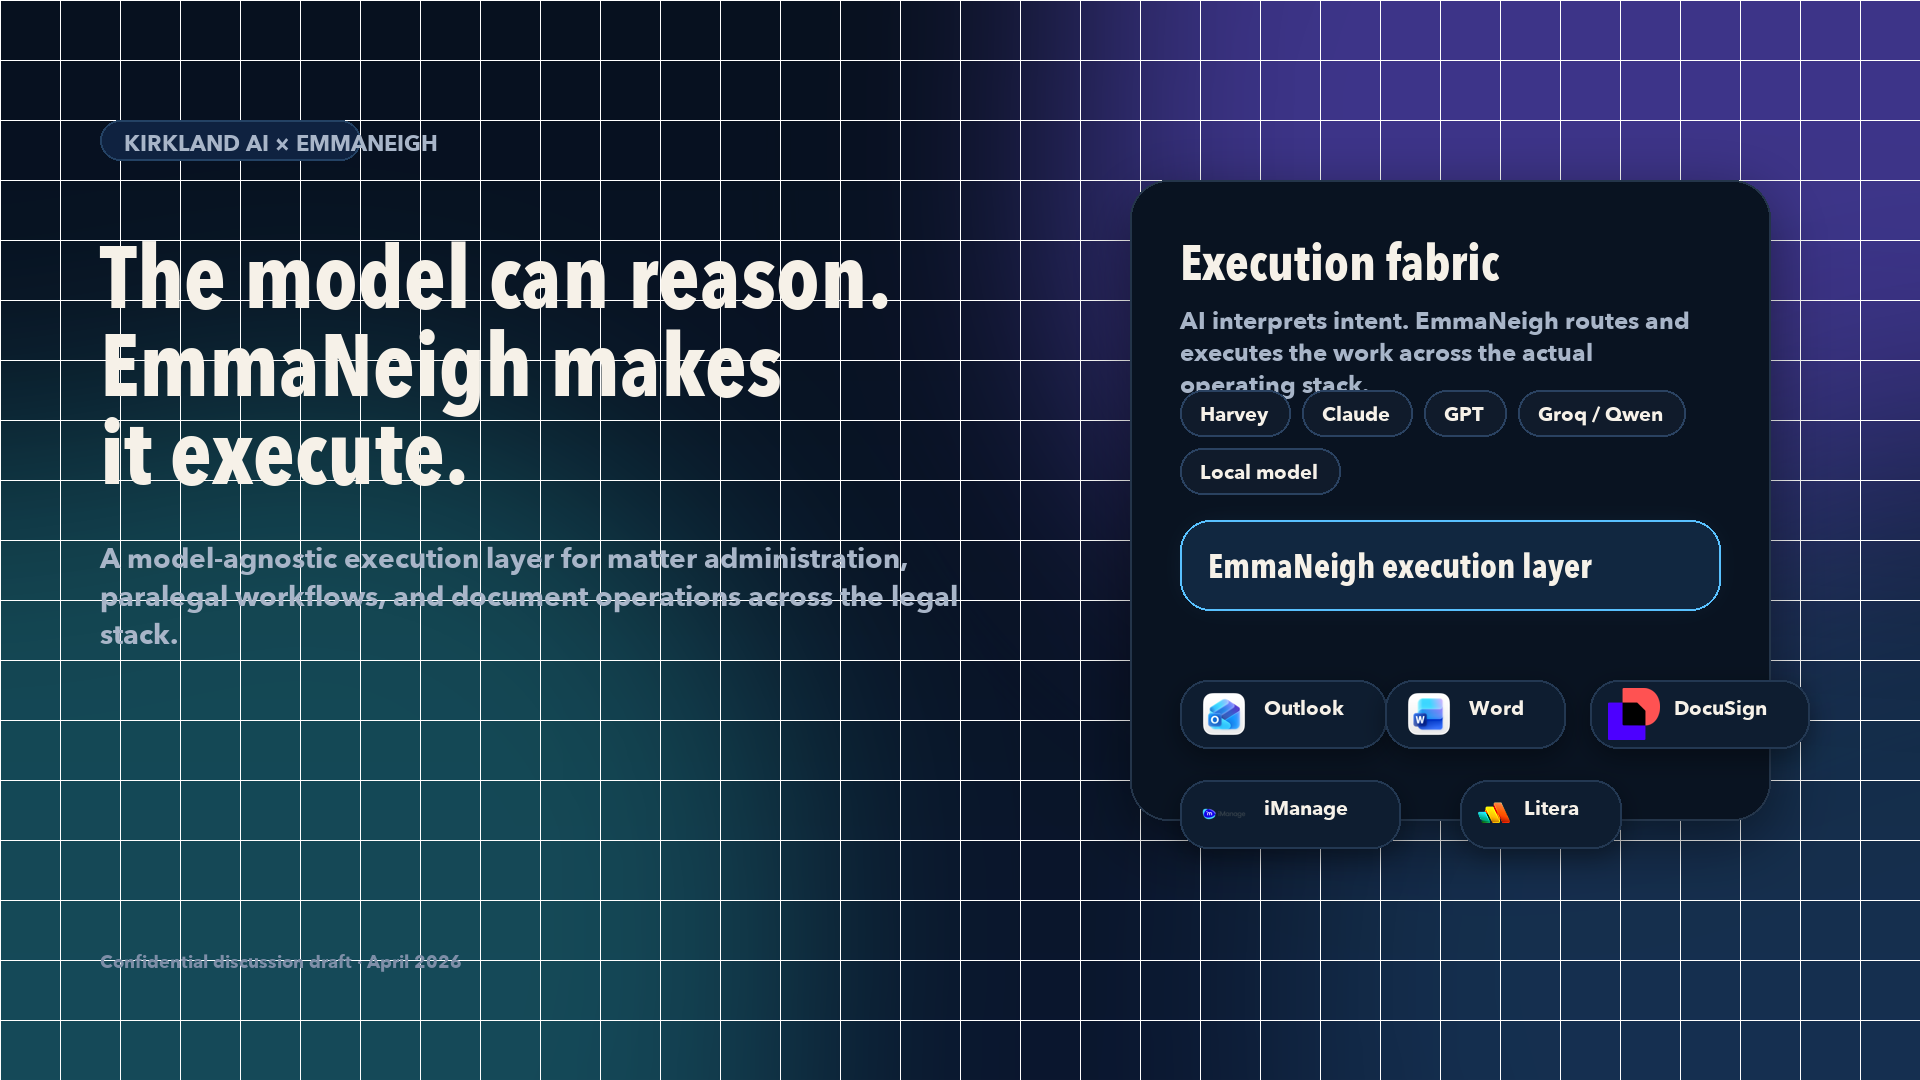 KIRKLAND AI × EMMANEIGH
The model can reason.
EmmaNeigh makes
it execute.
A model-agnostic execution layer for matter administration,
paralegal workflows, and document operations across the legal
stack.
Confidential discussion draft · April 2026
Execution fabric
AI interprets intent. EmmaNeigh routes and
executes the work across the actual
operating stack.
Harvey Claude GPT Groq / Qwen
Local model
EmmaNeigh execution layer
Outlook Word DocuSign
iManage Litera